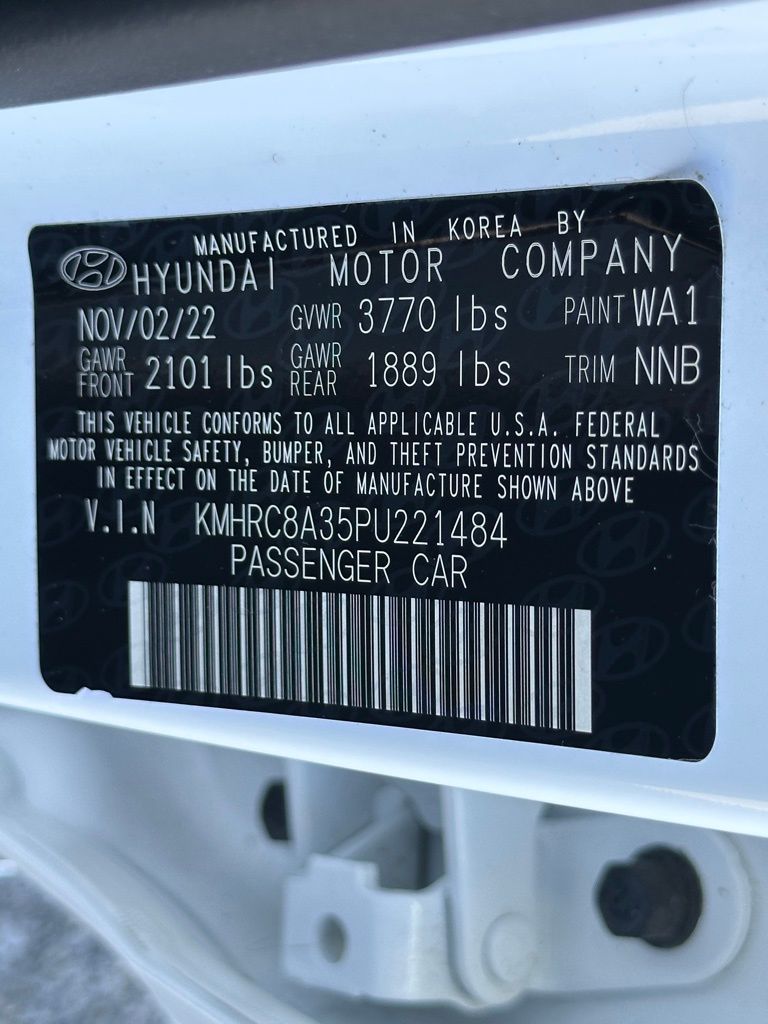 MANUFACTURED IN KOREA BY
HYUNDAI MOTOR COMPANY
NOV/02/22 GVWR 3770 lbs PAINT WA1
GAWR FRONT 2101 lbs GAWR REAR 1889 lbs TRIM NNB
THIS VEHICLE CONFORMS TO ALL APPLICABLE U.S.A. FEDERAL
MOTOR VEHICLE SAFETY, BUMPER, AND THEFT PREVENTION STANDARDS
IN EFFECT ON THE DATE OF MANUFACTURE SHOWN ABOVE
V.I.N KMHRC8A35PU221484
PASSENGER CAR